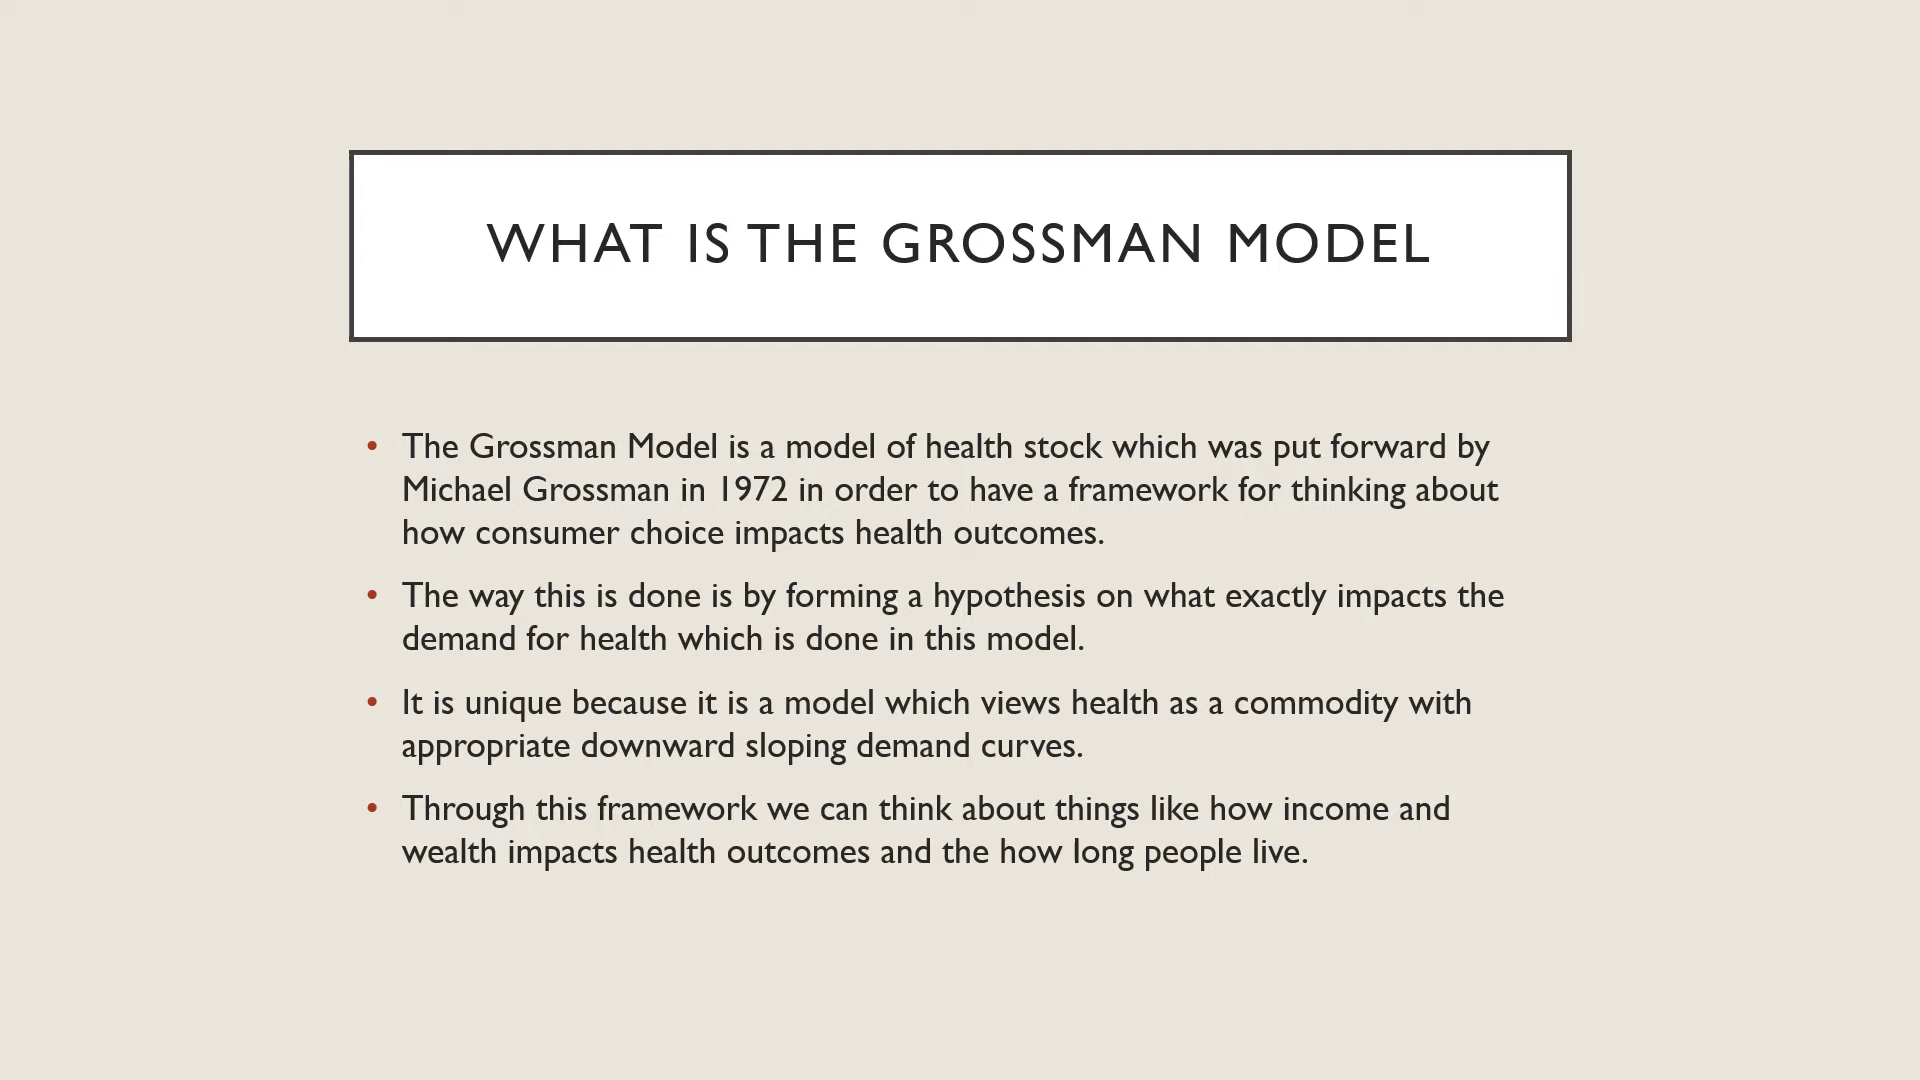 WHAT IS THE GROSSMAN MODEL
• The Grossman Model is a model of health stock which was put forward by
Michael Grossman in 1972 in order to have a framework for thinking about
how consumer choice impacts health outcomes.
• The way this is done is by forming a hypothesis on what exactly impacts the
demand for health which is done in this model.
• It is unique because it is a model which views health as a commodity with
appropriate downward sloping demand curves.
• Through this framework we can think about things like how income and
wealth impacts health outcomes and the how long people live.